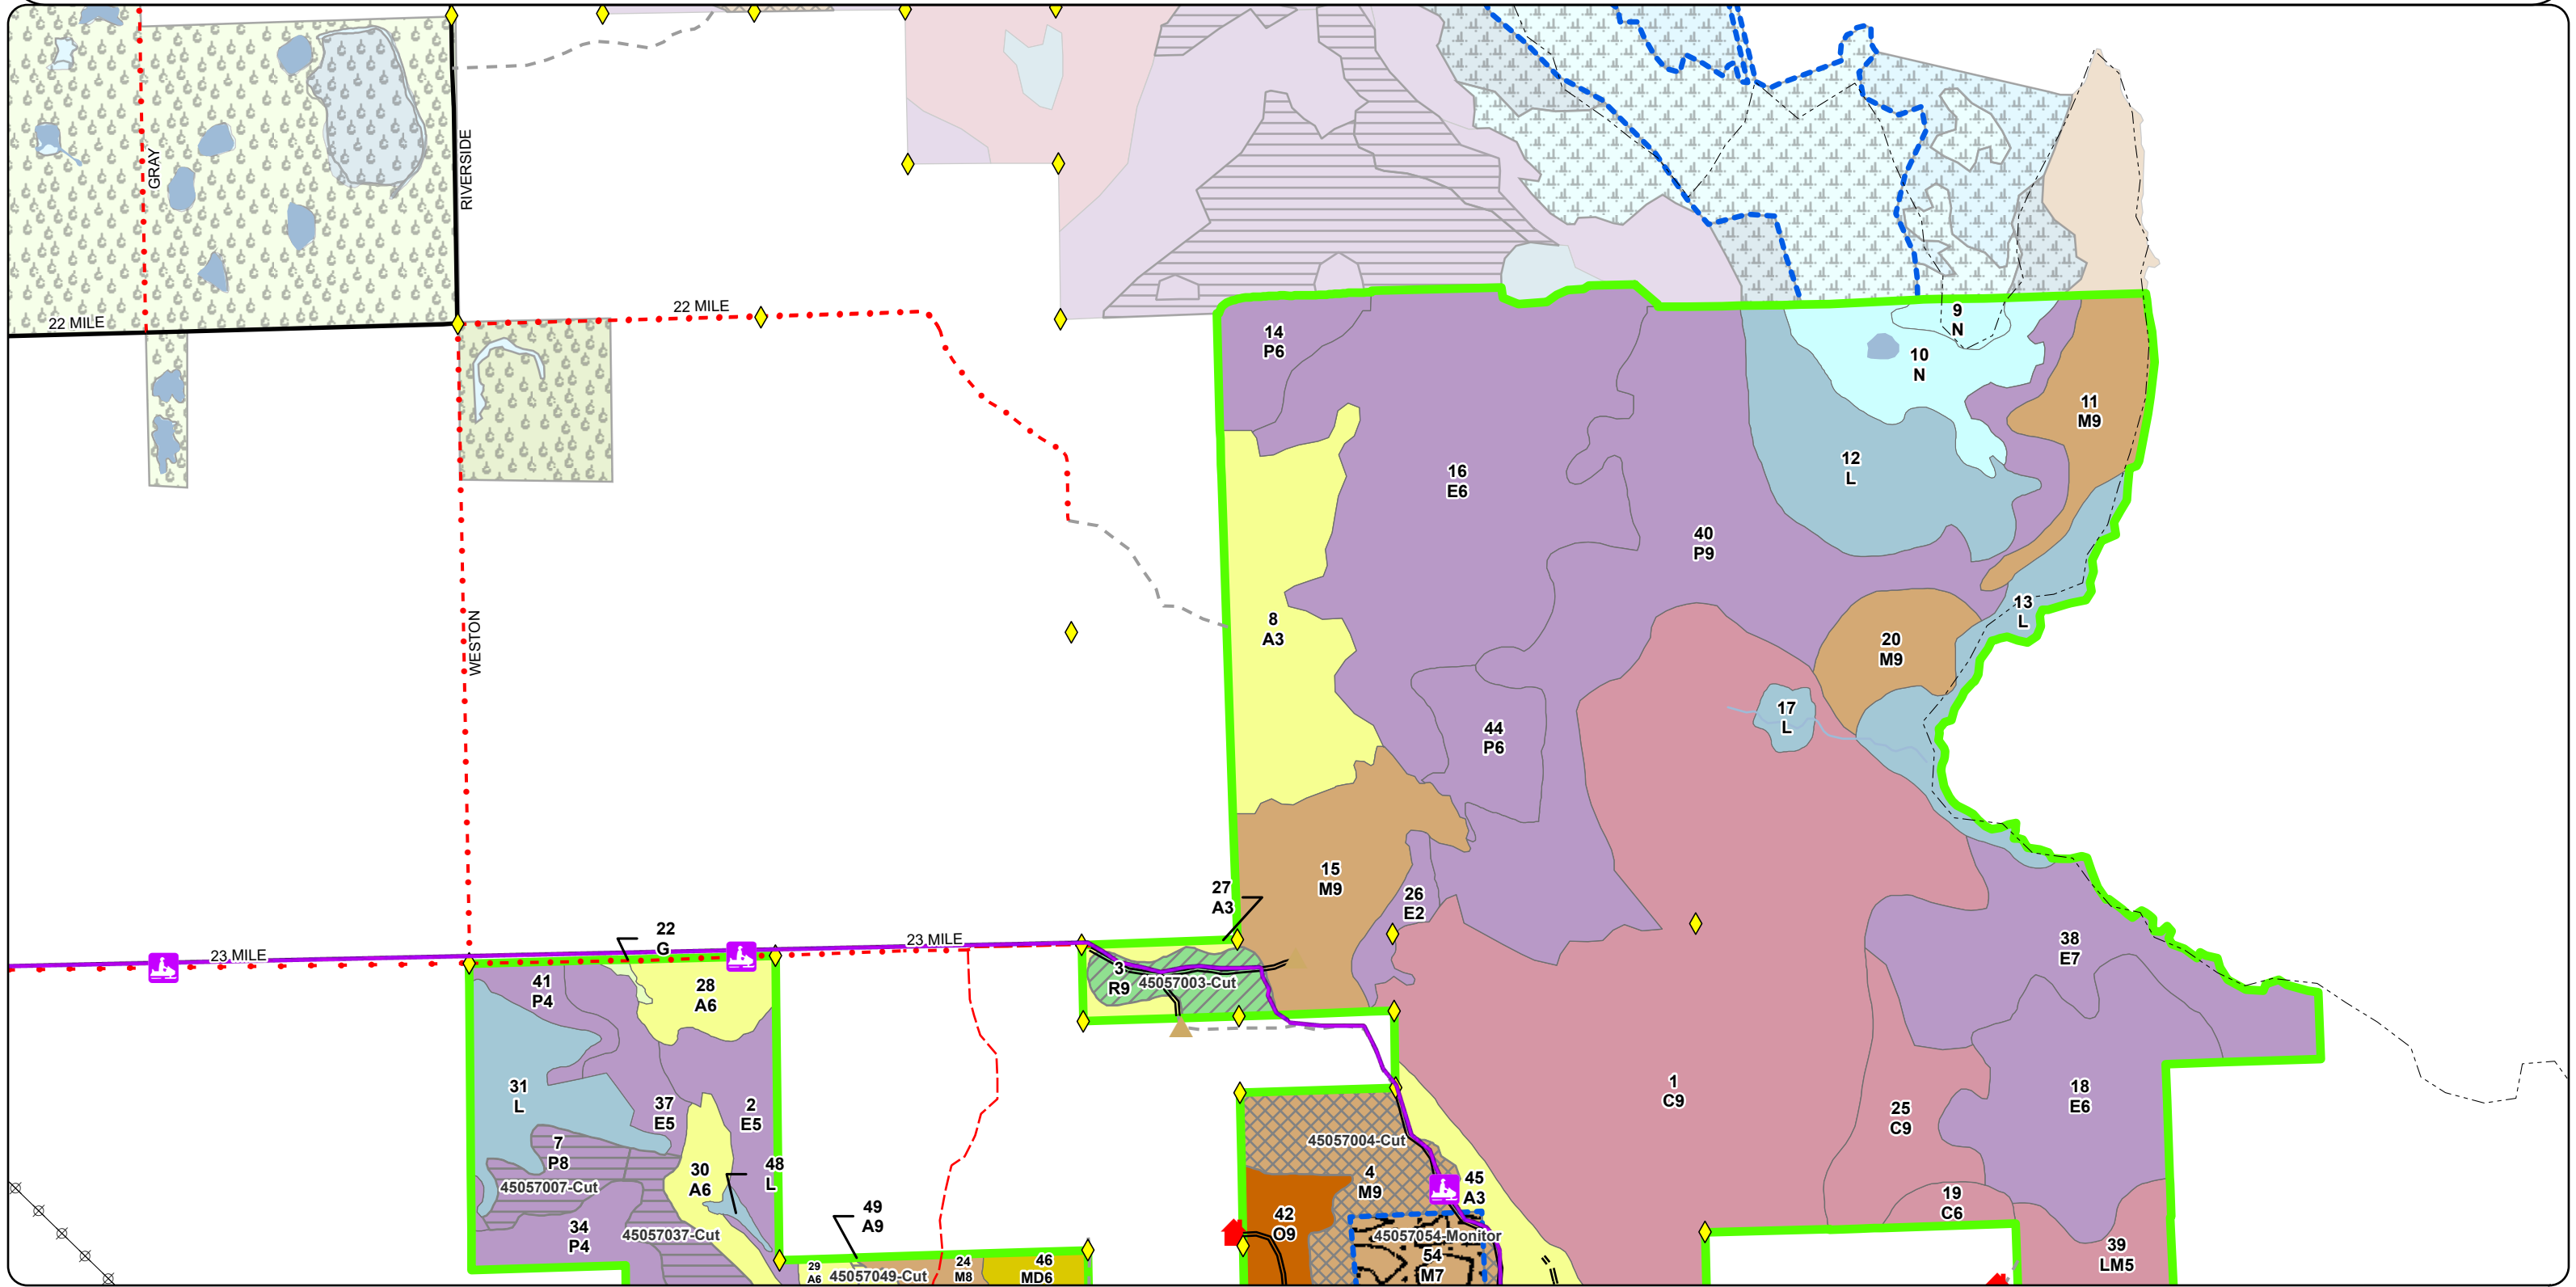 GRAY
RIVERSIDE
22 MILE
22 MILE
9
N
14
P6
10
N
11
M9
12
L
16
E6
40
P9
8
A3
13
L
20
M9
WESTON
17
L
44
P6
15
M9
27
A3
26
E2
22
G
23 MILE
23 MILE
38
E7
3
R9
45057003-Cut
41
P4
28
A6
31
L
37
E5
2
E5
1
C9
25
C9
18
E6
45057004-Cut
7
P8
45057007-Cut
30
A6
48
L
4
M9
45
A3
19
C6
49
A9
42
O9
34
P4
45057037-Cut
45057054-Monitor
54
M7
39
LM5
29
A6
45057049-Cut
24
M8
46
MD6